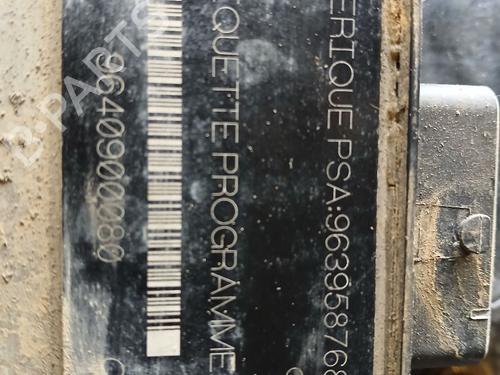 ERIQUE PSA:963958768
QUETTE PROGRAMME
9640900080
B-PARTS